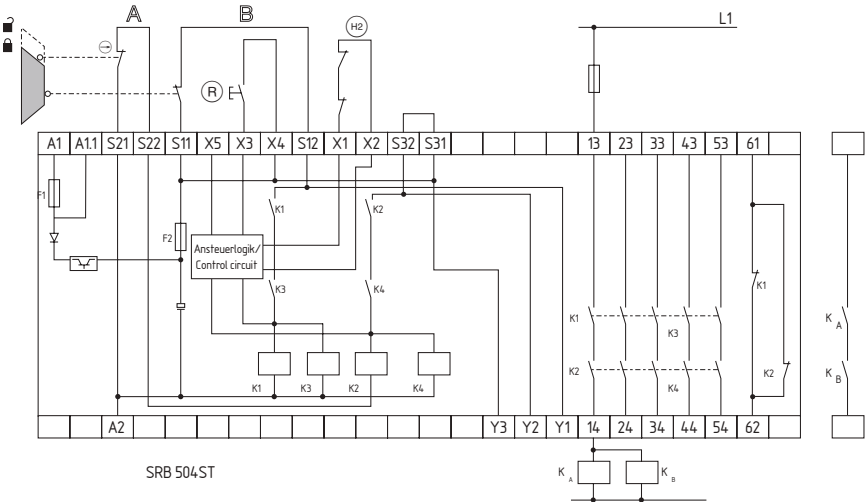 A
B
H2
L1
R
A1 A1.1 S21 S22 S11 X5 X3 X4 S12 X1 X2 S32 S31 13 23 33 43 53 61
F1
F2
K1
K2
Ansteuerlogik/
Control circuit
K3
K4
K1
K3
K1
K A
K2
K4
K2
K B
K1 K3 K2 K4
A2 Y3 Y2 Y1 14 24 34 44 54 62
SRB 504ST
K A
K B